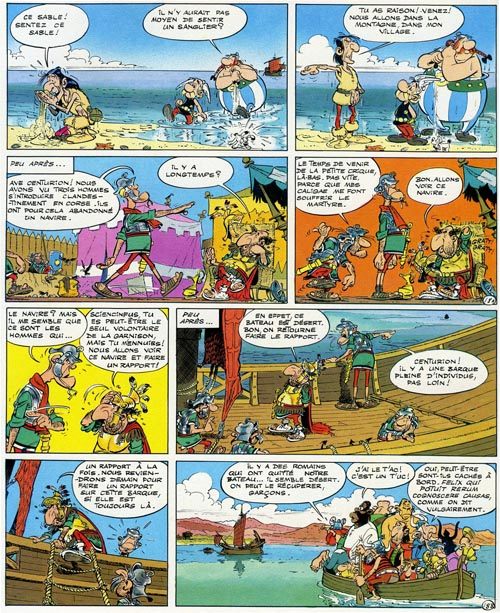 CE SABLE!
SENTEZ CE
SABLE!
IL N'Y AURAIT PAS
MOYEN DE SENTIR
UN SANGLIER?
TU AS RAISON! VENEZ!
NOUS ALLONS DANS LA
MONTAGNE, DANS MON
VILLAGE.
PEU APRÈS...
AVE CENTURION! NOUS
AVONS VU TROIS HOMMES
S'INTRODUIRE CLANDES-
TINEMENT EN CORSE. ILS
ONT POUR CELA ABANDONNÉ
UN NAVIRE.
IL Y A
LONGTEMPS?
LE TEMPS DE VENIR
DE LA PETITE CRIQUE,
LÀ-BAS, PAS VITE,
PARCE QUE MES
CALIGAE ME FONT
SOUFFRIR LE
MARTYRE.
BON. ALLONS
VOIR CE
NAVIRE.
GRATT
GRATT
LE NAVIRE? MAIS
IL ME SEMBLE QUE
CE SONT LES
HOMMES QUI...
SCIENCINFUS, TU
ES PEUT-ÊTRE LE
SEUL VOLONTAIRE
DE LA GARNISON,
MAIS TU M'ENNUIES!
NOUS ALLONS VOIR
CE NAVIRE ET FAIRE
UN RAPPORT!
PEU
APRÈS...
EN EFFET, CE
BATEAU EST DÉSERT.
BON, ON RETOURNE
FAIRE LE RAPPORT.
CENTURION!
IL Y A UNE BARQUE
PLEINE D'INDIVIDUS,
PAS LOIN!
UN RAPPORT À LA
FOIS. NOUS REVIEN-
DRONS DEMAIN POUR
FAIRE UN RAPPORT
SUR CETTE BARQUE,
SI ELLE EST
TOUJOURS LÀ.
IL Y A DES ROMAINS
QUI ONT QUITTÉ NOTRE
BATEAU... IL SEMBLE DÉSERT.
ON PEUT LE RÉCUPÉRER,
GARÇONS.
J'AI LE T'AC!
C'EST UN T'UC!
OUI, PEUT-ÊTRE
SONT-ILS CACHÉS À
BORD. FELIX QUI
POTUIT RERUM
COGNOSCERE CAUSAS,
COMME ON DIT
VULGAIREMENT.